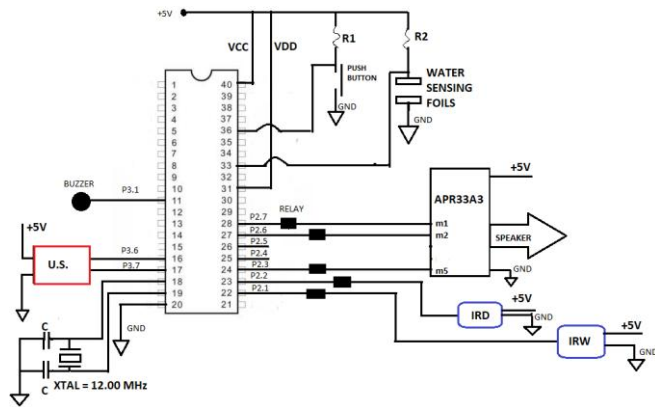 +5V
VCC
VDD
R1
R2
PUSH
BUTTON
GND
WATER
SENSING
FOILS
GND
1 40
2 39
3 38
4 37
5 36
6 35
7 34
8 33
9 32
10 31
11 30
12 29
13 28
14 27
15 26
16 25
17 24
18 23
19 22
20 21
BUZZER
P3.1
+5V
U.S.
P3.6
P3.7
C
C
XTAL = 12.00 MHz
GND
RELAY
P2.7
P2.6
P2.5
P2.4
P2.3
P2.2
P2.1
APR33A3
m1
m2
m5
+5V
SPEAKER
GND
IRD
+5V
GND
IRW
+5V
GND